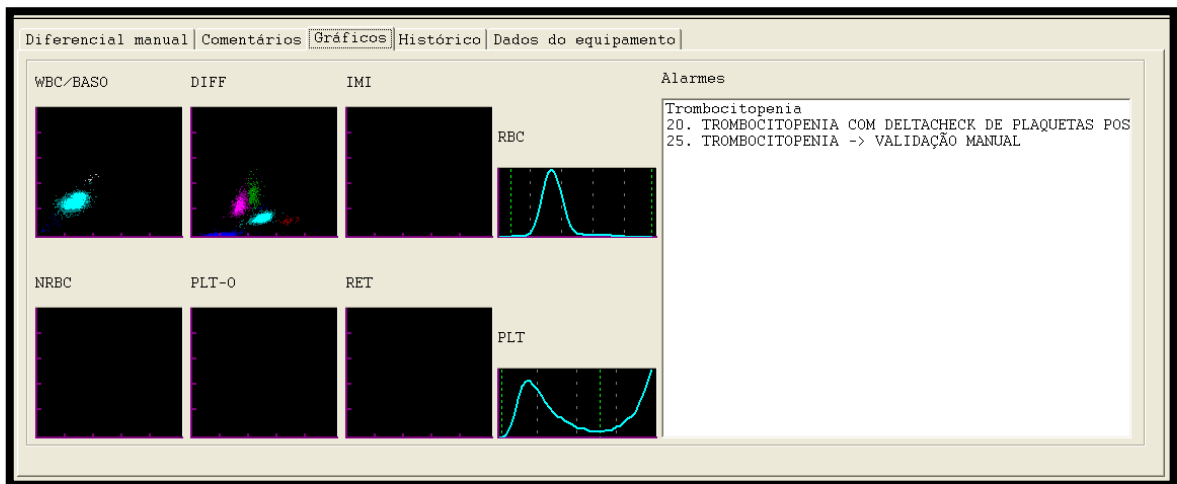 Diferencial manual Comentários Gráficos Histórico Dados do equipamento
WBC/BASO DIFF IMI
RBC
NRBC PLT-O RET
PLT
Alarmes
Trombocitopenia
20. TROMBOCITOPENIA COM DELTACHECK DE PLAQUETAS POS
25. TROMBOCITOPENIA -> VALIDAÇÃO MANUAL